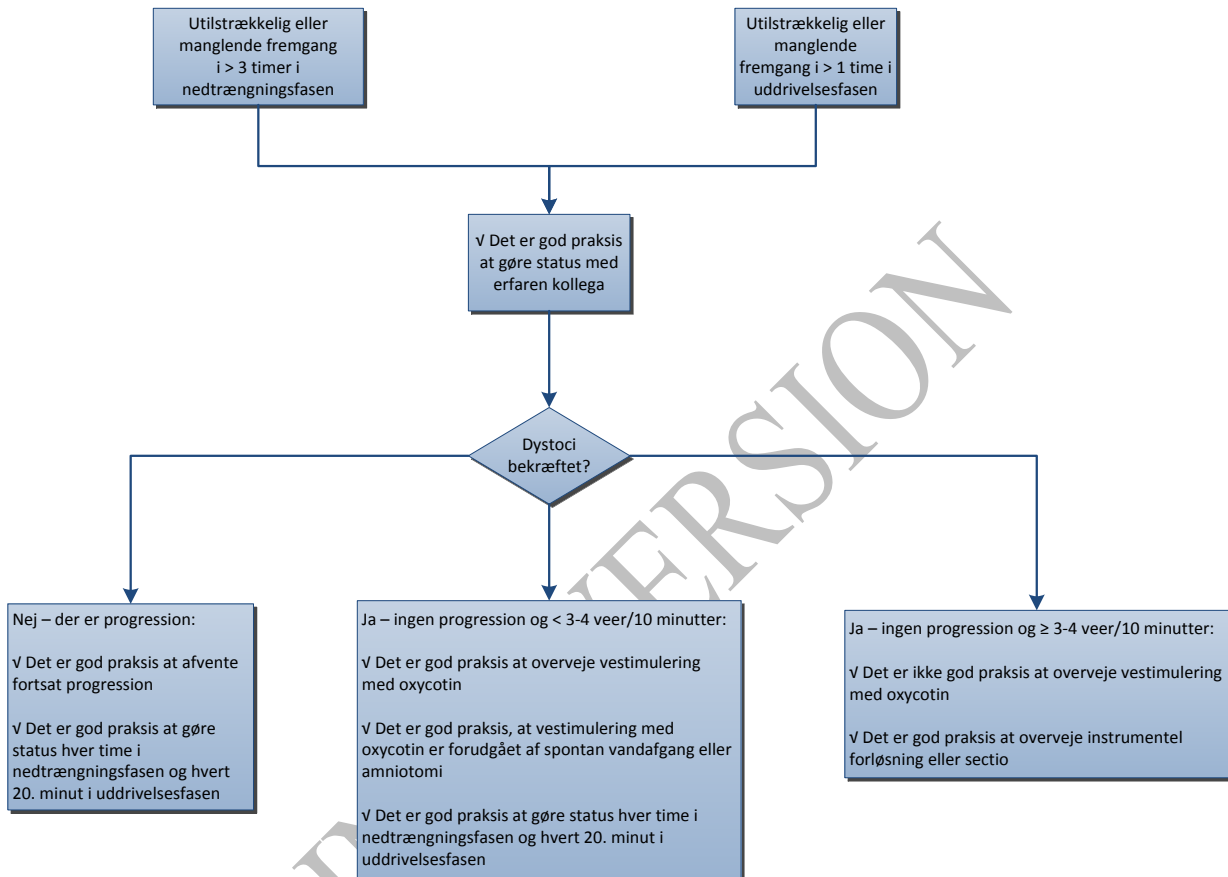 Utilstrækkelig eller
manglende fremgang
i > 3 timer i
nedtrængningsfasen
Utilstrækkelig eller
manglende
fremgang i > 1 time i
uddrivelsesfasen
√ Det er god praksis
at gøre status med
erfaren kollega
Dystoci
bekræftet?
Nej – der er progression:
√ Det er god praksis at afvente
fortsat progression
√ Det er god praksis at gøre
status hver time i
nedtrængningsfasen og hvert
20. minut i uddrivelsesfasen
Ja – ingen progression og < 3-4 veer/10 minutter:
√ Det er god praksis at overveje vestimulering
med oxycotin
√ Det er god praksis, at vestimulering med
oxycotin er forudgået af spontan vandafgang eller
amniotomi
√ Det er god praksis at gøre status hver time i
nedtrængningsfasen og hvert 20. minut i
uddrivelsesfasen
Ja – ingen progression og ≥ 3-4 veer/10 minutter:
√ Det er ikke god praksis at overveje vestimulering
med oxycotin
√ Det er god praksis at overveje instrumentel
forløsning eller sectio
VERSION